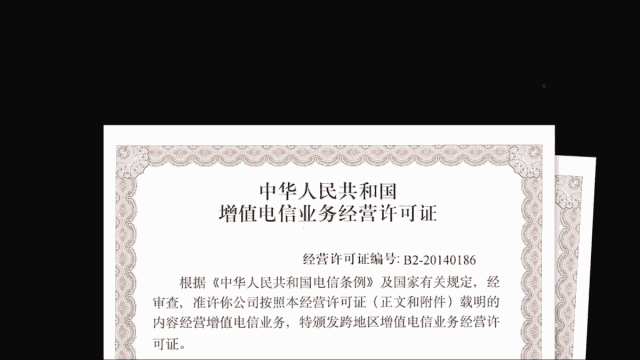 中华人民共和国
增值电信业务经营许可证
经营许可证编号: B2-20140186
根据《中华人民共和国电信条例》及国家有关规定，经
审查，准许你公司按照本经营许可证（正文和附件）载明的
内容经营增值电信业务，特颁发跨地区增值电信业务经营许
可证。